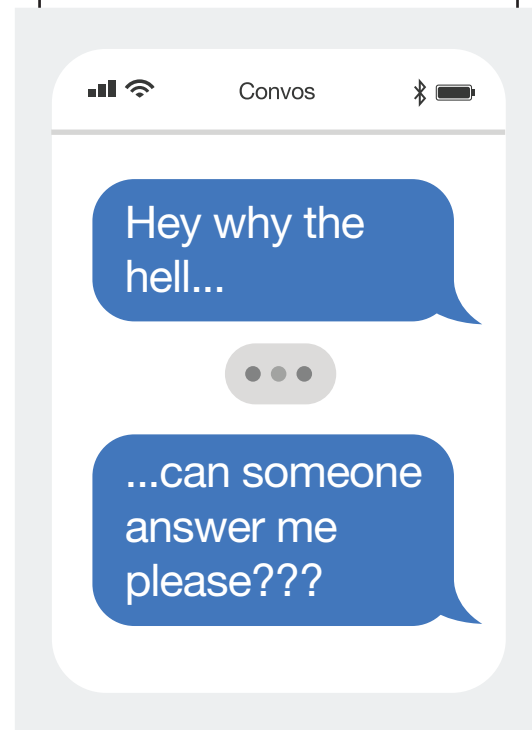 Convos
Hey why the
hell...
...can someone
answer me
please???